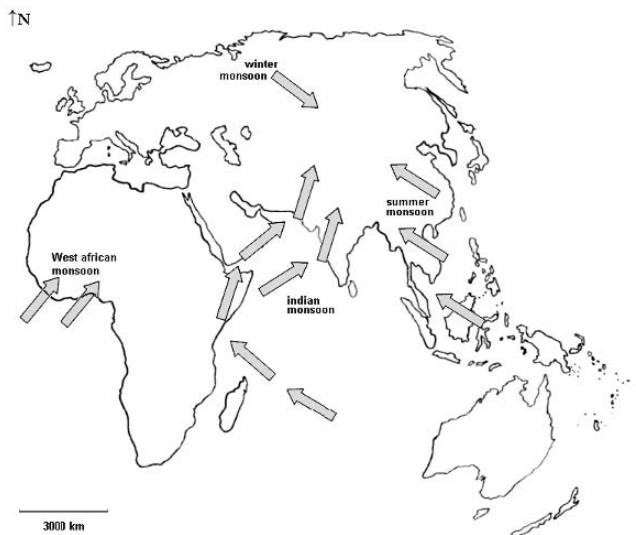 ↑N
winter
monsoon
summer
monsoon
West african
monsoon
indian
monsoon
3000 km